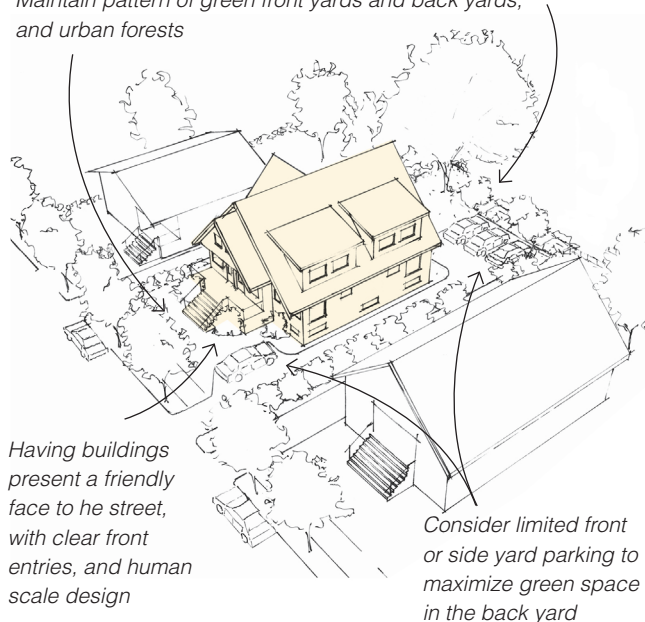 Maintain pattern of green front yards and back yards,
and urban forests
Having buildings
present a friendly
face to he street,
with clear front
entries, and human
scale design
Consider limited front
or side yard parking to
maximize green space
in the back yard